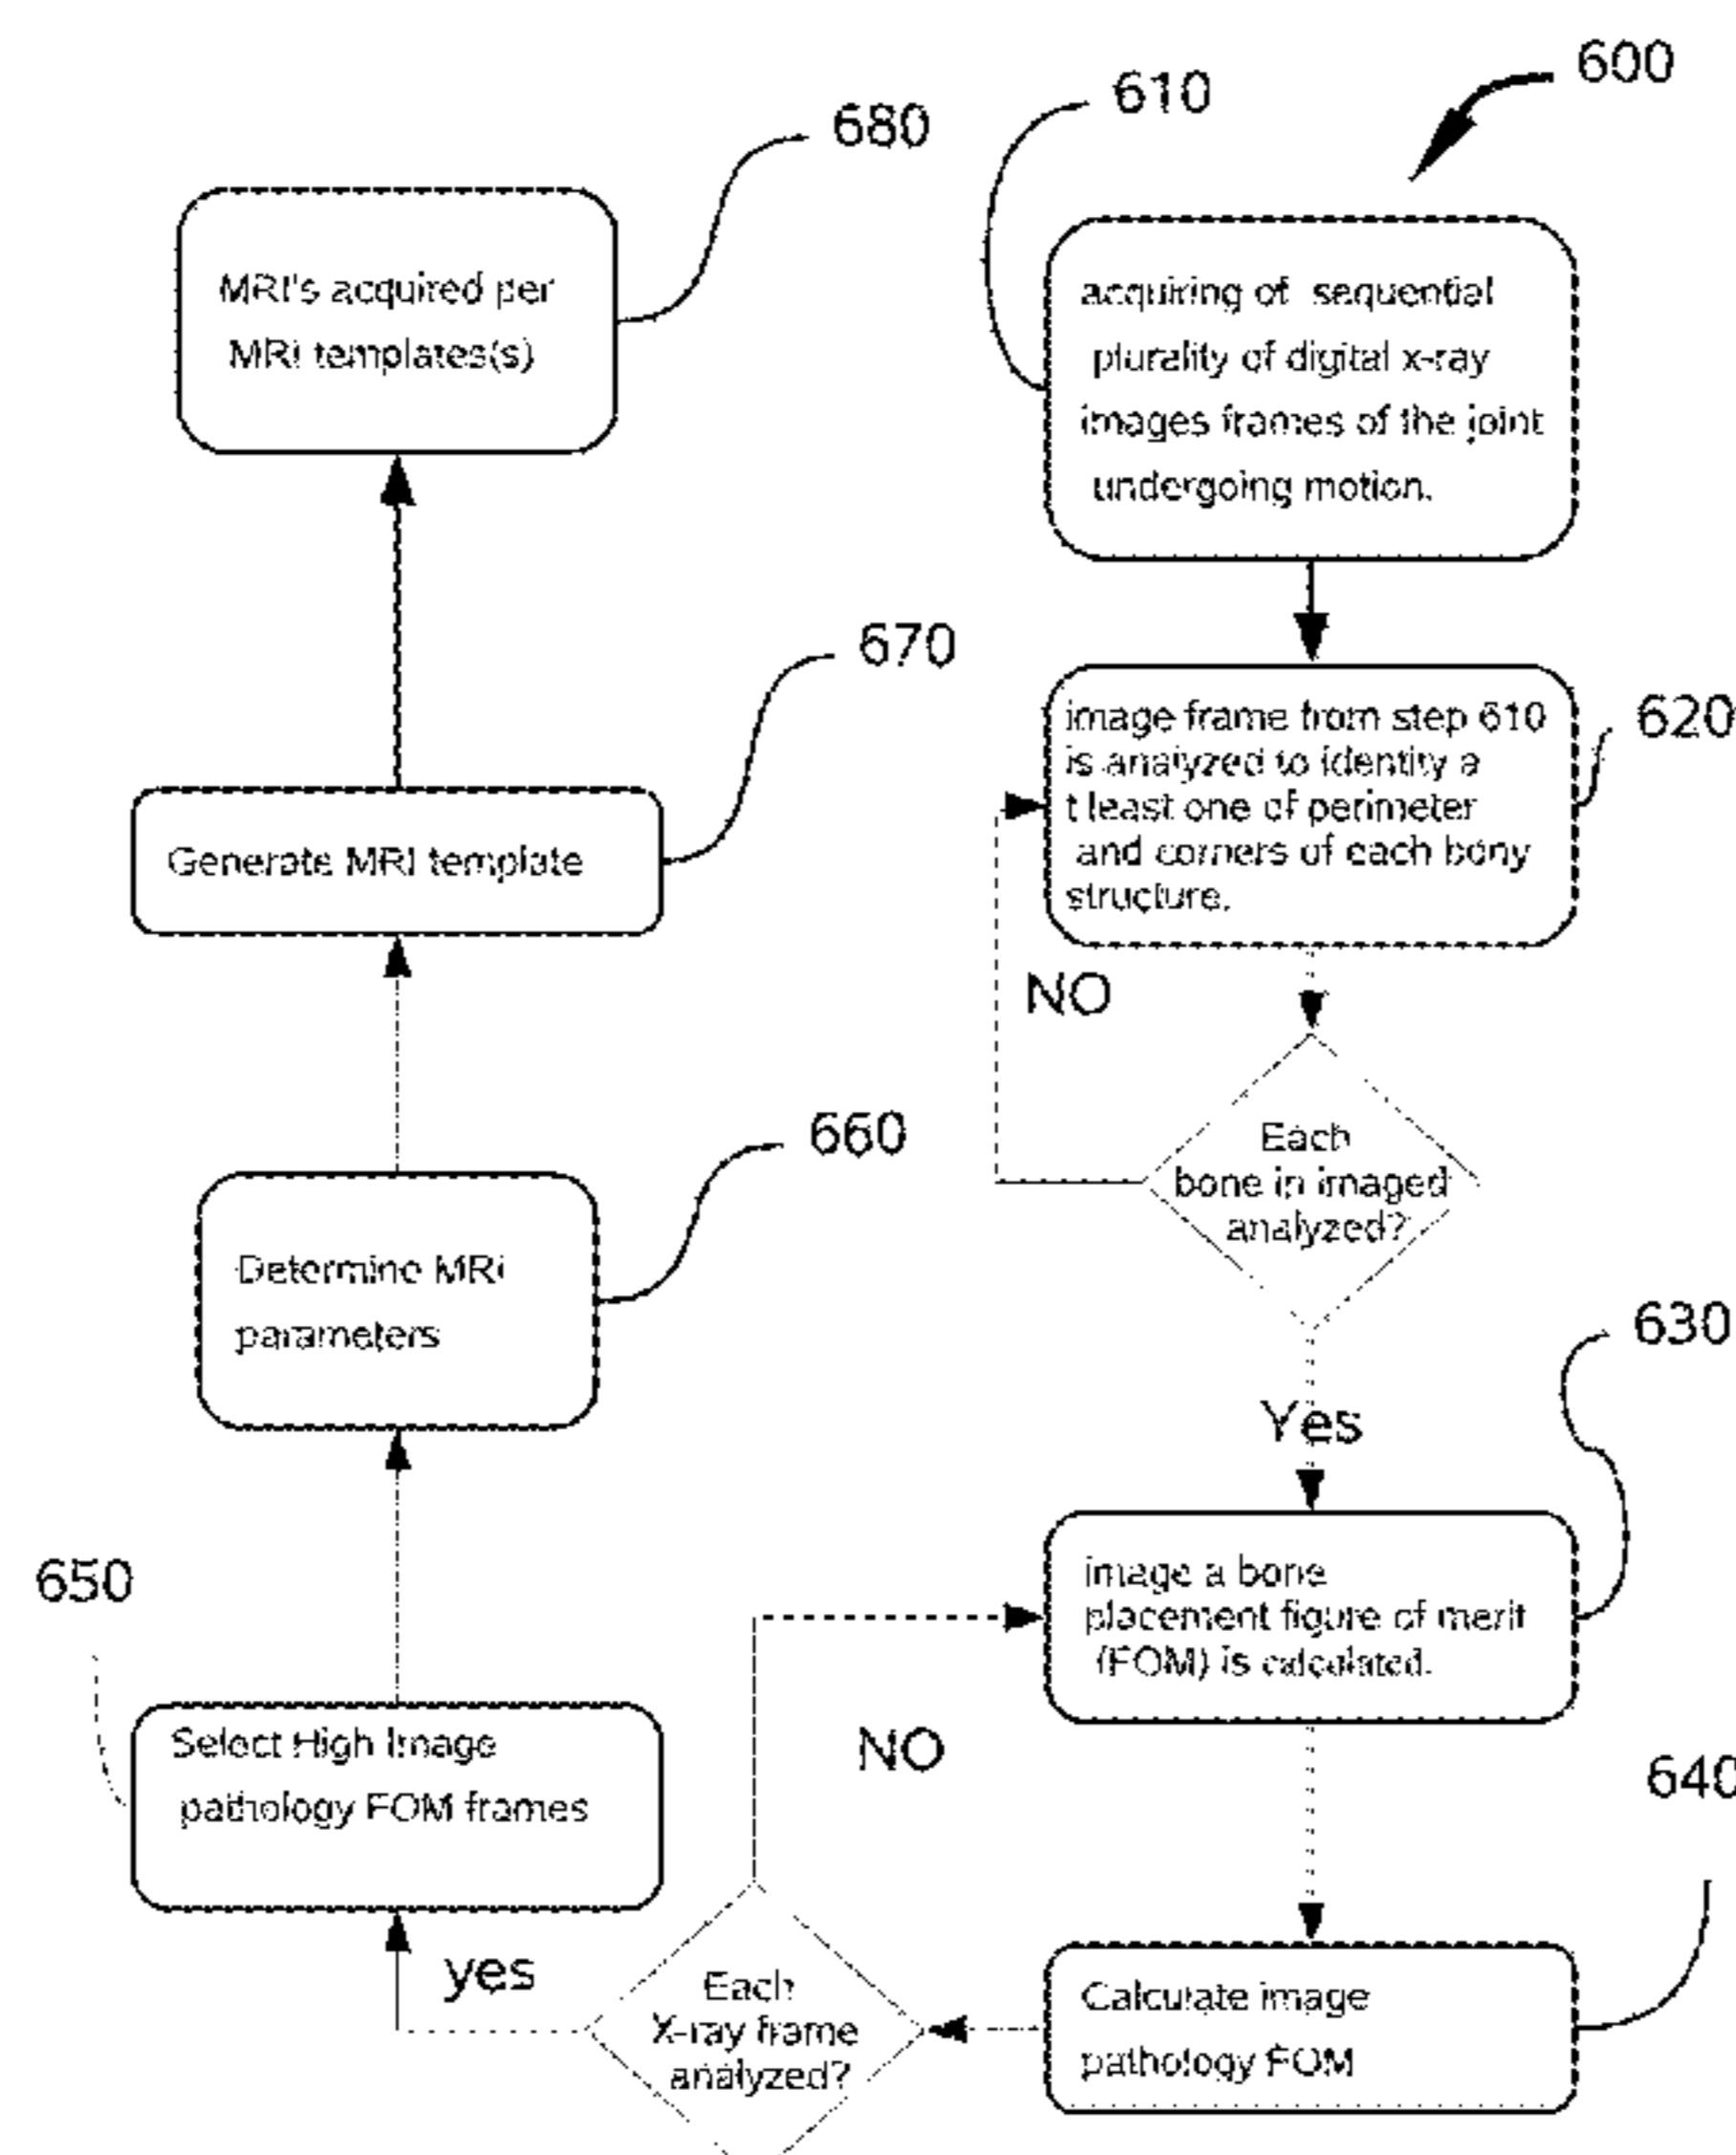 600
610
acquiring of sequential
plurality of digital x-ray
images frames of the joint
undergoing motion.
620
image frame from step 610
is analyzed to identity a
t least one of perimeter
and corners of each bony
structure.
NO
Each
bone in imaged
analyzed?
Yes
630
image a bone
placement figure of merit
(FOM) is calculated.
640
Calculate image
pathology FOM
Each
X-ray frame
analyzed?
NO
yes
650
Select High Image
pathology FOM frames
660
Determine MRI
parameters
670
Generate MRI template
680
MRI's acquired per
MRI templates(s)